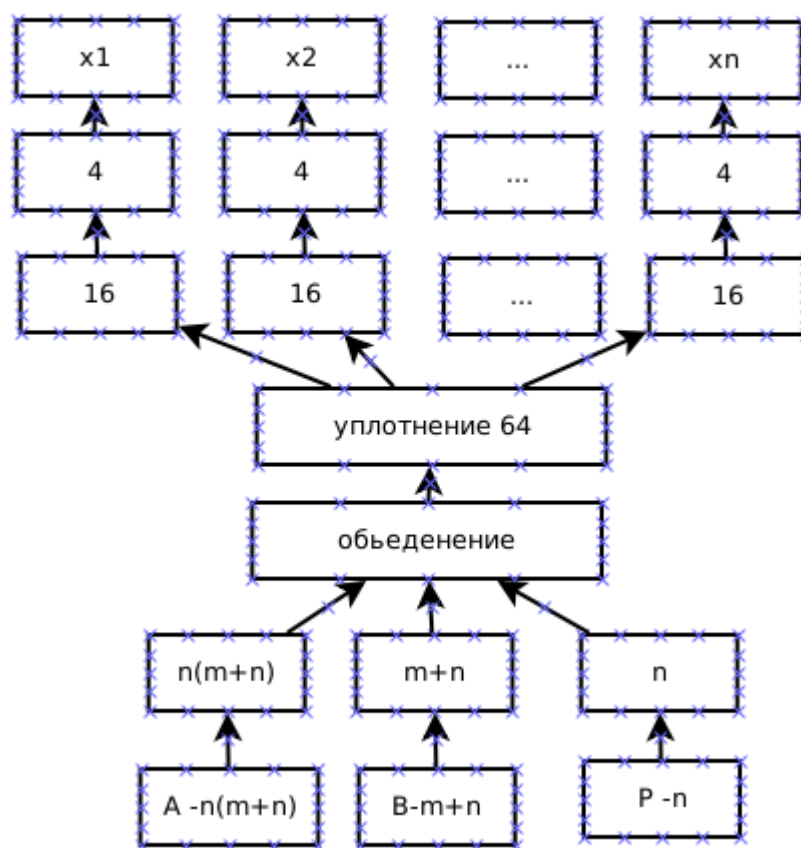 x1 x2 ... xn
4 4 ... 4
16 16 ... 16
уплотнение 64
обьеденение
n(m+n) m+n n
A -n(m+n) B-m+n P -n